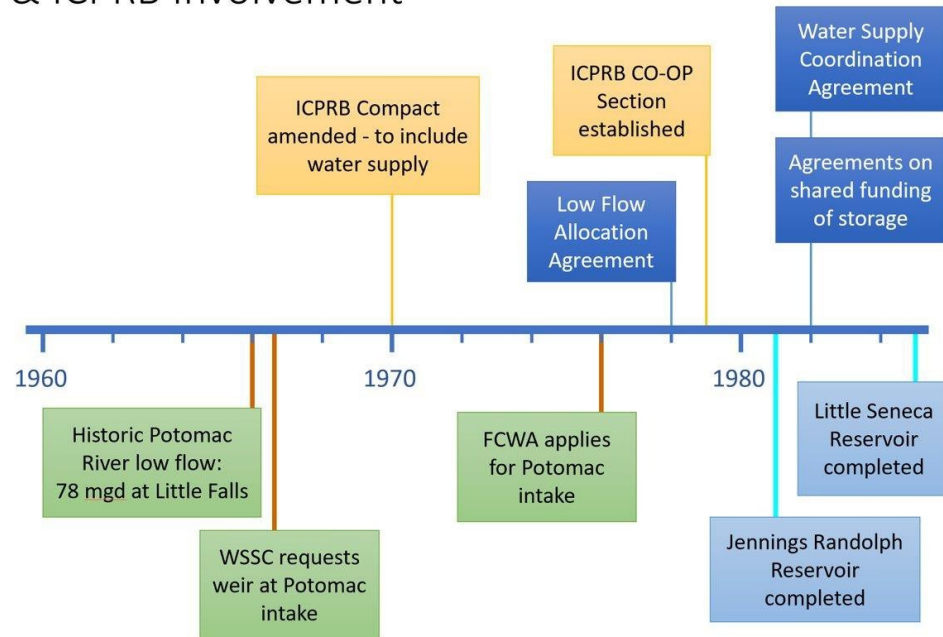 & ICPRB Involvement
Water Supply
Coordination
Agreement
ICPRB CO-OP
Section
established
ICPRB Compact
amended - to include
water supply
Agreements on
shared funding
of storage
Low Flow
Allocation
Agreement
1960
1970
1980
Historic Potomac
River low flow:
78 mgd at Little Falls
FCWA applies
for Potomac
intake
Little Seneca
Reservoir
completed
WSSC requests
weir at Potomac
intake
Jennings Randolph
Reservoir
completed